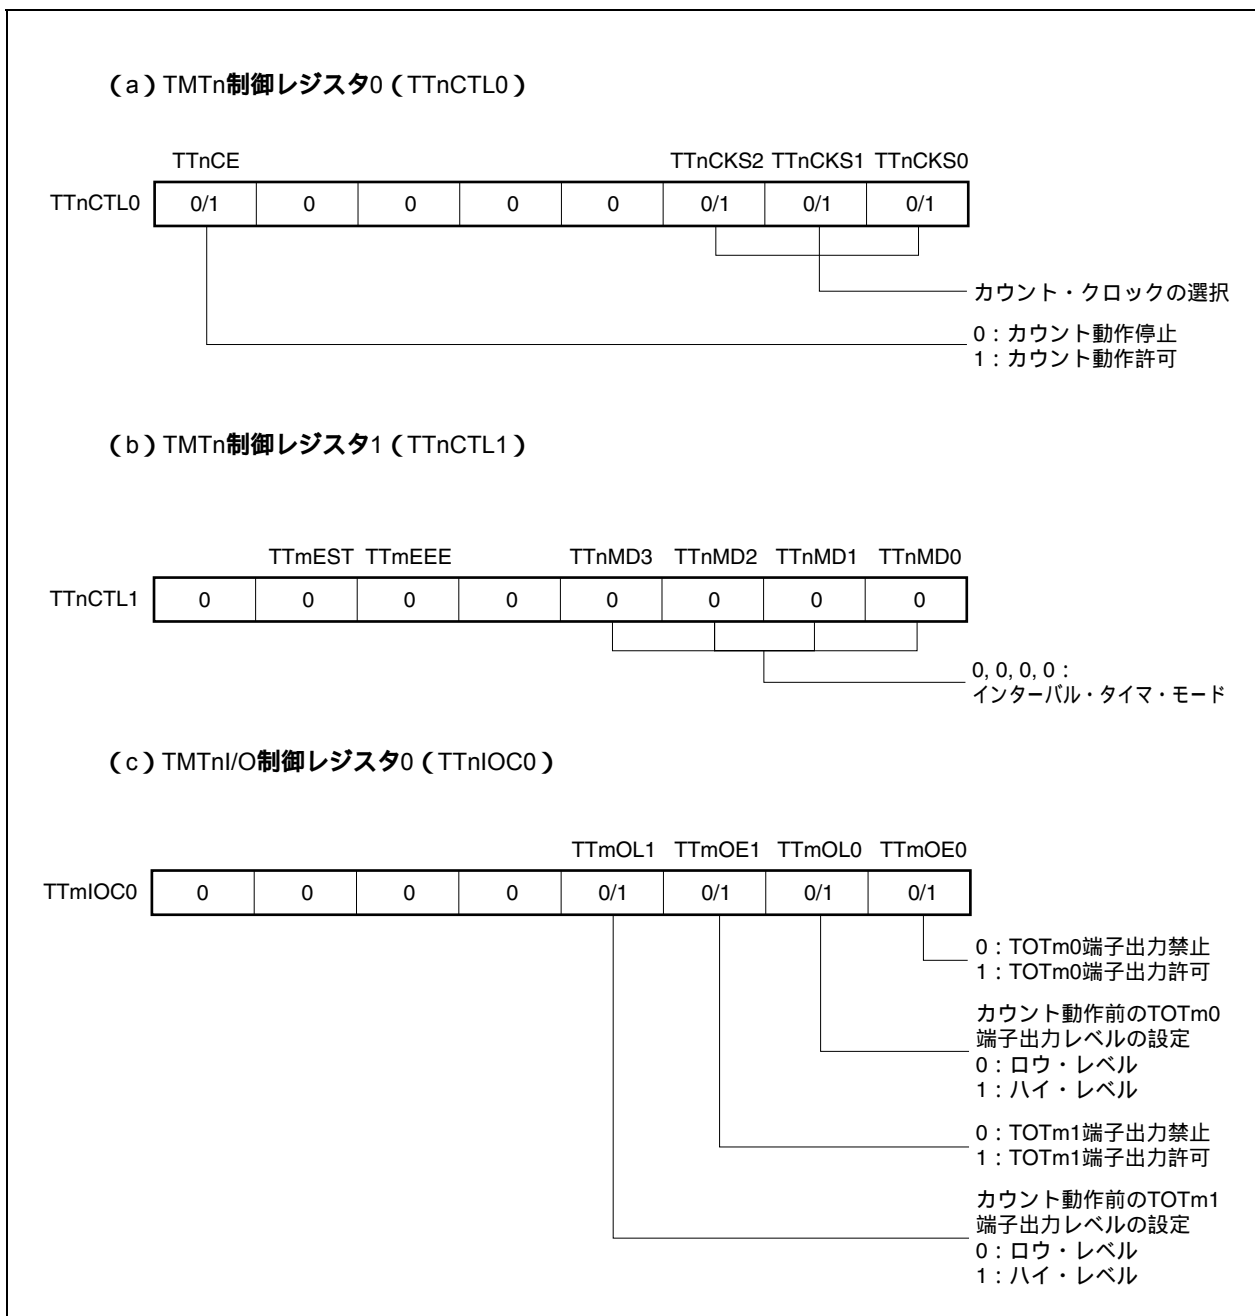 （a）TMTn制御レジスタ0（TTnCTL0）
TTnCE TTnCKS2 TTnCKS1 TTnCKS0
TTnCTL0 0/1 0 0 0 0 0/1 0/1 0/1
カウント・クロックの選択
0：カウント動作停止
1：カウント動作許可
（b）TMTn制御レジスタ1（TTnCTL1）
TTmEST TTmEEE TTnMD3 TTnMD2 TTnMD1 TTnMD0
TTnCTL1 0 0 0 0 0 0 0 0
0, 0, 0, 0：
インターバル・タイマ・モード
（c）TMTnI/O制御レジスタ0（TTnIOC0）
TTmOL1 TTmOE1 TTmOL0 TTmOE0
TTmIOC0 0 0 0 0 0/1 0/1 0/1 0/1
0：TOTm0端子出力禁止
1：TOTm0端子出力許可
カウント動作前のTOTm0
端子出力レベルの設定
0：ロウ・レベル
1：ハイ・レベル
0：TOTm1端子出力禁止
1：TOTm1端子出力許可
カウント動作前のTOTm1
端子出力レベルの設定
0：ロウ・レベル
1：ハイ・レベル